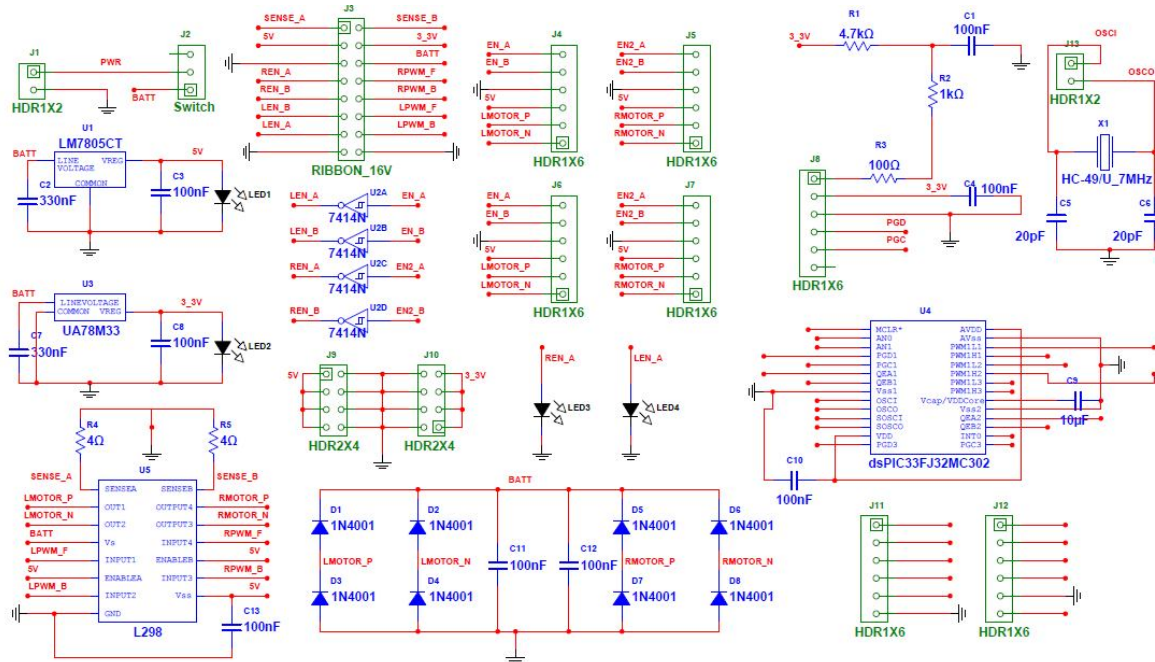 J1
HDR1X2
PWR
J2
BATT
Switch
J3
SENSE_A
SENSE_B
5V
3_3V
BATT
REN_A
RPWM_F
REN_B
RPWM_B
LEN_B
LPWM_F
LEN_A
LPWM_B
RIBBON_16V
J4
EN_A
EN_B
5V
LMOTOR_P
LMOTOR_N
HDR1X6
J5
EN2_A
EN2_B
5V
RMOTOR_P
RMOTOR_N
HDR1X6
R1
4.7kΩ
3_3V
C1
100nF
R2
1kΩ
R3
100Ω
J8
3_3V
C4
100nF
PGD
PGC
HDR1X6
OSCI
J13
OSCO
HDR1X2
X1
HC-49/U_7MHz
C5
20pF
C6
20pF
U1
LM7805CT
BATT
LINE VREG
VOLTAGE
COMMON
5V
C2
330nF
C3
100nF
LED1
LEN_A
U2A
EN_A
7414N
LEN_B
U2B
EN_B
7414N
REN_A
U2C
EN2_A
7414N
REN_B
U2D
EN2_B
7414N
J6
EN_A
EN_B
5V
LMOTOR_P
LMOTOR_N
HDR1X6
J7
EN2_A
EN2_B
5V
RMOTOR_P
RMOTOR_N
HDR1X6
U3
BATT
LINEVOLTAGE
COMMON VREG
UA78M33
3_3V
C7
330nF
C8
100nF
LED2
J9
5V
HDR2X4
J10
3_3V
HDR2X4
REN_A
LED3
LEN_A
LED4
U4
MCLR* AVDD
AN0 AVss
AN1 PWM1L1
PGD1 PWM1H1
PGC1 PWM1L2
QEA1 PWM1H2
QEB1 PWM1L3
Vss1 PWM1H3
OSCI Vcap/VDDCore
OSCO Vss2
SOSCI QEA2
SOSCO QEB2
VDD INT0
PGD3 PGC3
dsPIC33FJ32MC302
C9
10µF
C10
100nF
R4
4Ω
R5
4Ω
SENSE_A
SENSE_B
U5
SENSEA SENSEB
LMOTOR_P OUT1 OUTPUT4 RMOTOR_P
LMOTOR_N OUT2 OUTPUT3 RMOTOR_N
BATT Vs INPUT4 RPWM_F
LPWM_F INPUT1 ENABLEB 5V
5V ENABLEA INPUT3 RPWM_B
LPWM_B INPUT2 Vss 5V
GND
L298
C13
100nF
BATT
D1
1N4001
D2
1N4001
D5
1N4001
D6
1N4001
C11
100nF
C12
100nF
LMOTOR_P
LMOTOR_N
RMOTOR_P
RMOTOR_N
D3
1N4001
D4
1N4001
D7
1N4001
D8
1N4001
J11
HDR1X6
J12
HDR1X6